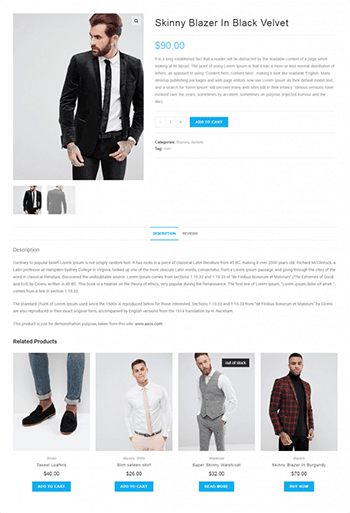 Skinny Blazer In Black Velvet
$90.00
It is a long established fact that a reader will be distracted by the readable content of a page when
looking at its layout. The point of using Lorem Ipsum is that it has a more-or-less normal distribution of
letters, as opposed to using 'Content here, content here', making it look like readable English. Many
desktop publishing packages and web page editors now use Lorem Ipsum as their default model text,
and a search for 'lorem ipsum' will uncover many web sites still in their infancy. Various versions have
evolved over the years, sometimes by accident, sometimes on purpose (injected humour and the
like).
- 1 + ADD TO CART
Categories: Blazers, Jackets
Tag: men
DESCRIPTION REVIEWS
Description
Contrary to popular belief, Lorem Ipsum is not simply random text. It has roots in a piece of classical Latin literature from 45 BC, making it over 2000 years old. Richard McClintock, a
Latin professor at Hampden-Sydney College in Virginia, looked up one of the more obscure Latin words, consectetur, from a Lorem Ipsum passage, and going through the cites of the
word in classical literature, discovered the undoubtable source. Lorem Ipsum comes from sections 1.10.32 and 1.10.33 of "de Finibus Bonorum et Malorum" (The Extremes of Good
and Evil) by Cicero, written in 45 BC. This book is a treatise on the theory of ethics, very popular during the Renaissance. The first line of Lorem Ipsum, "Lorem ipsum dolor sit amet..",
comes from a line in section 1.10.32.
The standard chunk of Lorem Ipsum used since the 1500s is reproduced below for those interested. Sections 1.10.32 and 1.10.33 from "de Finibus Bonorum et Malorum" by Cicero
are also reproduced in their exact original form, accompanied by English versions from the 1914 translation by H. Rackham.
This product is just for demonstration purpose, taken from this site: www.asos.com
Related Products
out of stock
Shoes
Tassel Loafers
$40.00
ADD TO CART
Blazers, Shirts
Slim sateen shirt
$26.00
ADD TO CART
Waistcoat
Super Skinny Waistcoat
$32.00
READ MORE
Blazers
Skinny Blazer In Burgundy
$70.00
BUY NOW